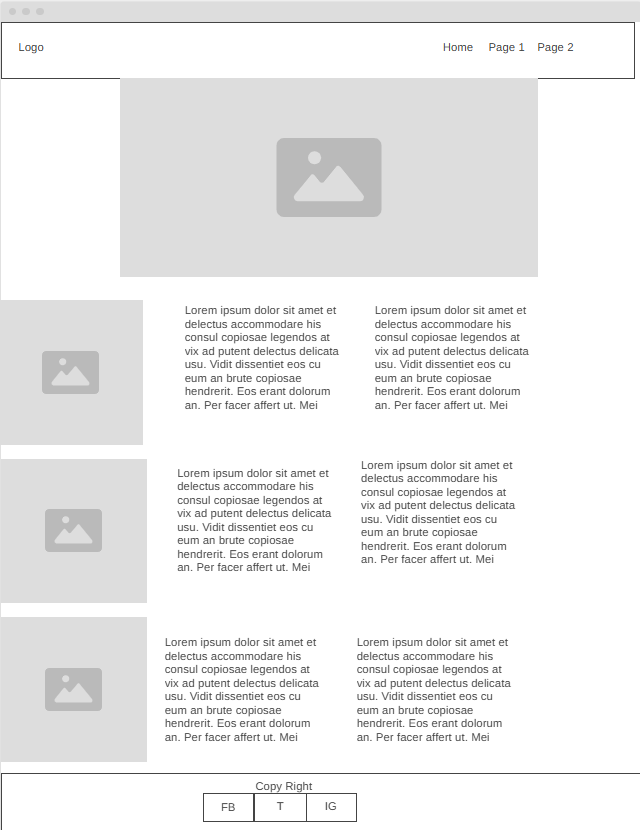 Logo
Home Page 1 Page 2
Lorem ipsum dolor sit amet et
delectus accommodare his
consul copiosae legendos at
vix ad putent delectus delicata
usu. Vidit dissentiet eos cu
eum an brute copiosae
hendrerit. Eos erant dolorum
an. Per facer affert ut. Mei
Lorem ipsum dolor sit amet et
delectus accommodare his
consul copiosae legendos at
vix ad putent delectus delicata
usu. Vidit dissentiet eos cu
eum an brute copiosae
hendrerit. Eos erant dolorum
an. Per facer affert ut. Mei
Lorem ipsum dolor sit amet et
delectus accommodare his
consul copiosae legendos at
vix ad putent delectus delicata
usu. Vidit dissentiet eos cu
eum an brute copiosae
hendrerit. Eos erant dolorum
an. Per facer affert ut. Mei
Lorem ipsum dolor sit amet et
delectus accommodare his
consul copiosae legendos at
vix ad putent delectus delicata
usu. Vidit dissentiet eos cu
eum an brute copiosae
hendrerit. Eos erant dolorum
an. Per facer affert ut. Mei
Lorem ipsum dolor sit amet et
delectus accommodare his
consul copiosae legendos at
vix ad putent delectus delicata
usu. Vidit dissentiet eos cu
eum an brute copiosae
hendrerit. Eos erant dolorum
an. Per facer affert ut. Mei
Lorem ipsum dolor sit amet et
delectus accommodare his
consul copiosae legendos at
vix ad putent delectus delicata
usu. Vidit dissentiet eos cu
eum an brute copiosae
hendrerit. Eos erant dolorum
an. Per facer affert ut. Mei
Copy Right
FB T IG